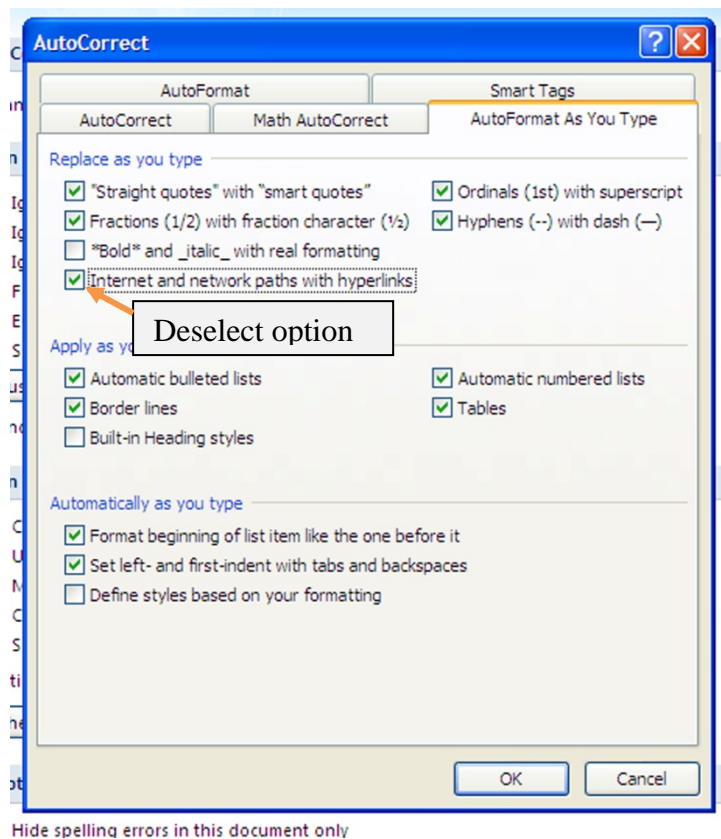 AutoCorrect
AutoFormat Smart Tags
AutoCorrect Math AutoCorrect AutoFormat As You Type
Replace as you type
"Straight quotes" with “smart quotes” Ordinals (1st) with superscript
Fractions (1/2) with fraction character (½) Hyphens (--) with dash (—)
*Bold* and _italic_ with real formatting
Internet and network paths with hyperlinks
Deselect option
Apply as
Automatic bulleted lists Automatic numbered lists
Border lines Tables
Built-in Heading styles
Automatically as you type
Format beginning of list item like the one before it
Set left- and first-indent with tabs and backspaces
Define styles based on your formatting
OK Cancel
Hide spelling errors in this document only